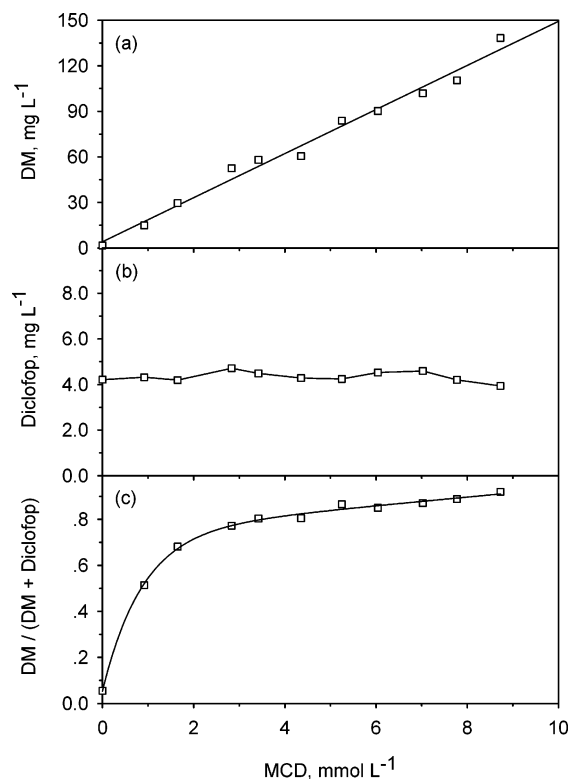 (a)
150
120
90
60
30
0
DM, mg L⁻¹
(b)
8.0
6.0
4.0
2.0
0.0
Diclofop, mg L⁻¹
(c)
.8
.6
.4
.2
0.0
DM / (DM + Diclofop)
0 2 4 6 8 10
MCD, mmol L⁻¹